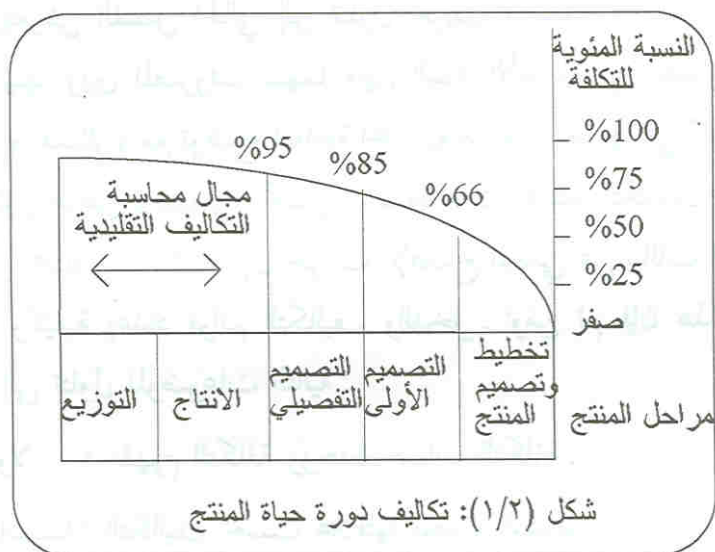 النسبة المئوية
للتكلفة
%100
%75
%50
%25
صفر
%66
%85
%95
مجال محاسبة
التكاليف التقليدية
مراحل المنتج
تخطيط
وتصميم
المنتج
التصميم
الأولى
التصميم
التفصيلي
الانتاج
التوزيع
شكل (١/٢): تكاليف دورة حياة المنتج